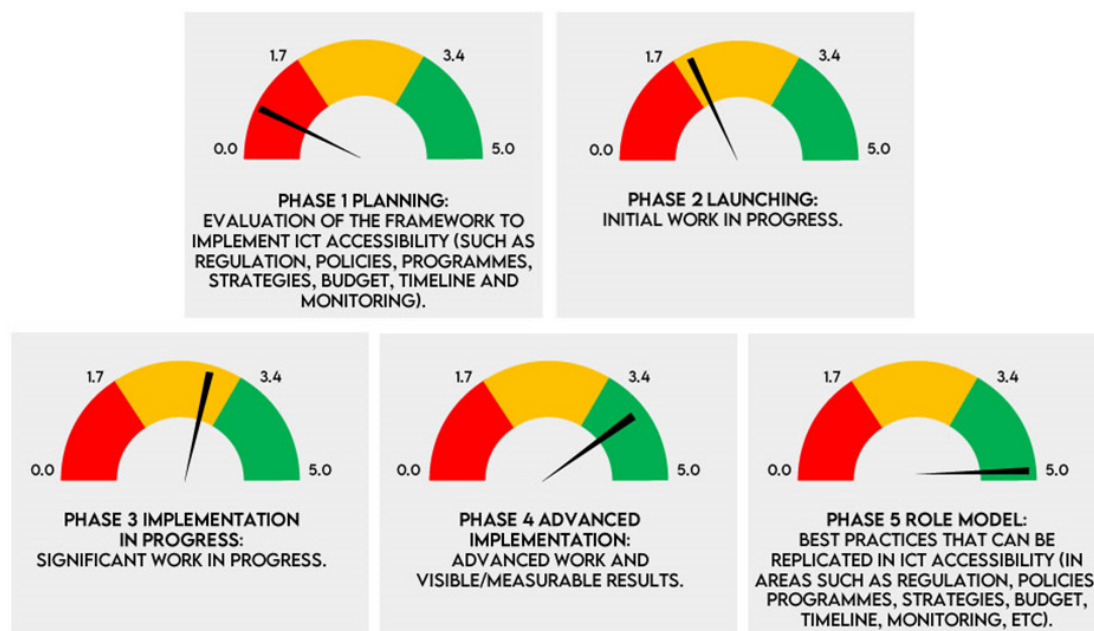 1.7
3.4
0.0
5.0
PHASE 1 PLANNING:
EVALUATION OF THE FRAMEWORK TO
IMPLEMENT ICT ACCESSIBILITY (SUCH AS
REGULATION, POLICIES, PROGRAMMES,
STRATEGIES, BUDGET, TIMELINE AND
MONITORING).
1.7
3.4
0.0
5.0
PHASE 2 LAUNCHING:
INITIAL WORK IN PROGRESS.
1.7
3.4
0.0
5.0
PHASE 3 IMPLEMENTATION
IN PROGRESS:
SIGNIFICANT WORK IN PROGRESS.
1.7
3.4
0.0
5.0
PHASE 4 ADVANCED
IMPLEMENTATION:
ADVANCED WORK AND
VISIBLE/MEASURABLE RESULTS.
1.7
3.4
0.0
5.0
PHASE 5 ROLE MODEL:
BEST PRACTICES THAT CAN BE
REPLICATED IN ICT ACCESSIBILITY (IN
AREAS SUCH AS REGULATION, POLICIES
PROGRAMMES, STRATEGIES, BUDGET,
TIMELINE, MONITORING, ETC).